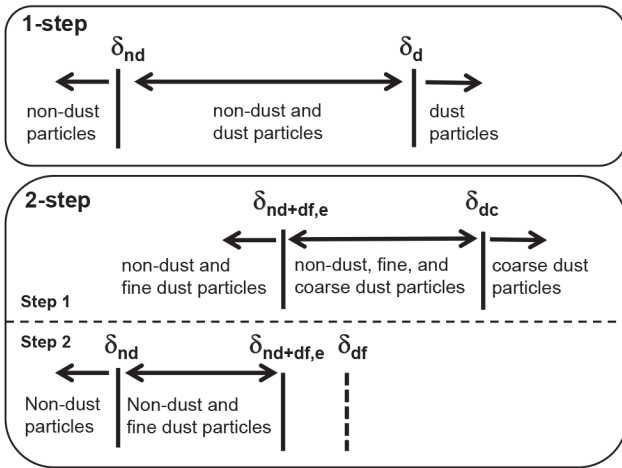 1-step
δnd
δd
non-dust
particles
non-dust and
dust particles
dust
particles
2-step
δnd+df,e
δdc
non-dust and
fine dust particles
non-dust, fine, and
coarse dust particles
coarse dust
particles
Step 1
Step 2
δnd
δnd+df,e
δdf
Non-dust
particles
Non-dust and
fine dust particles